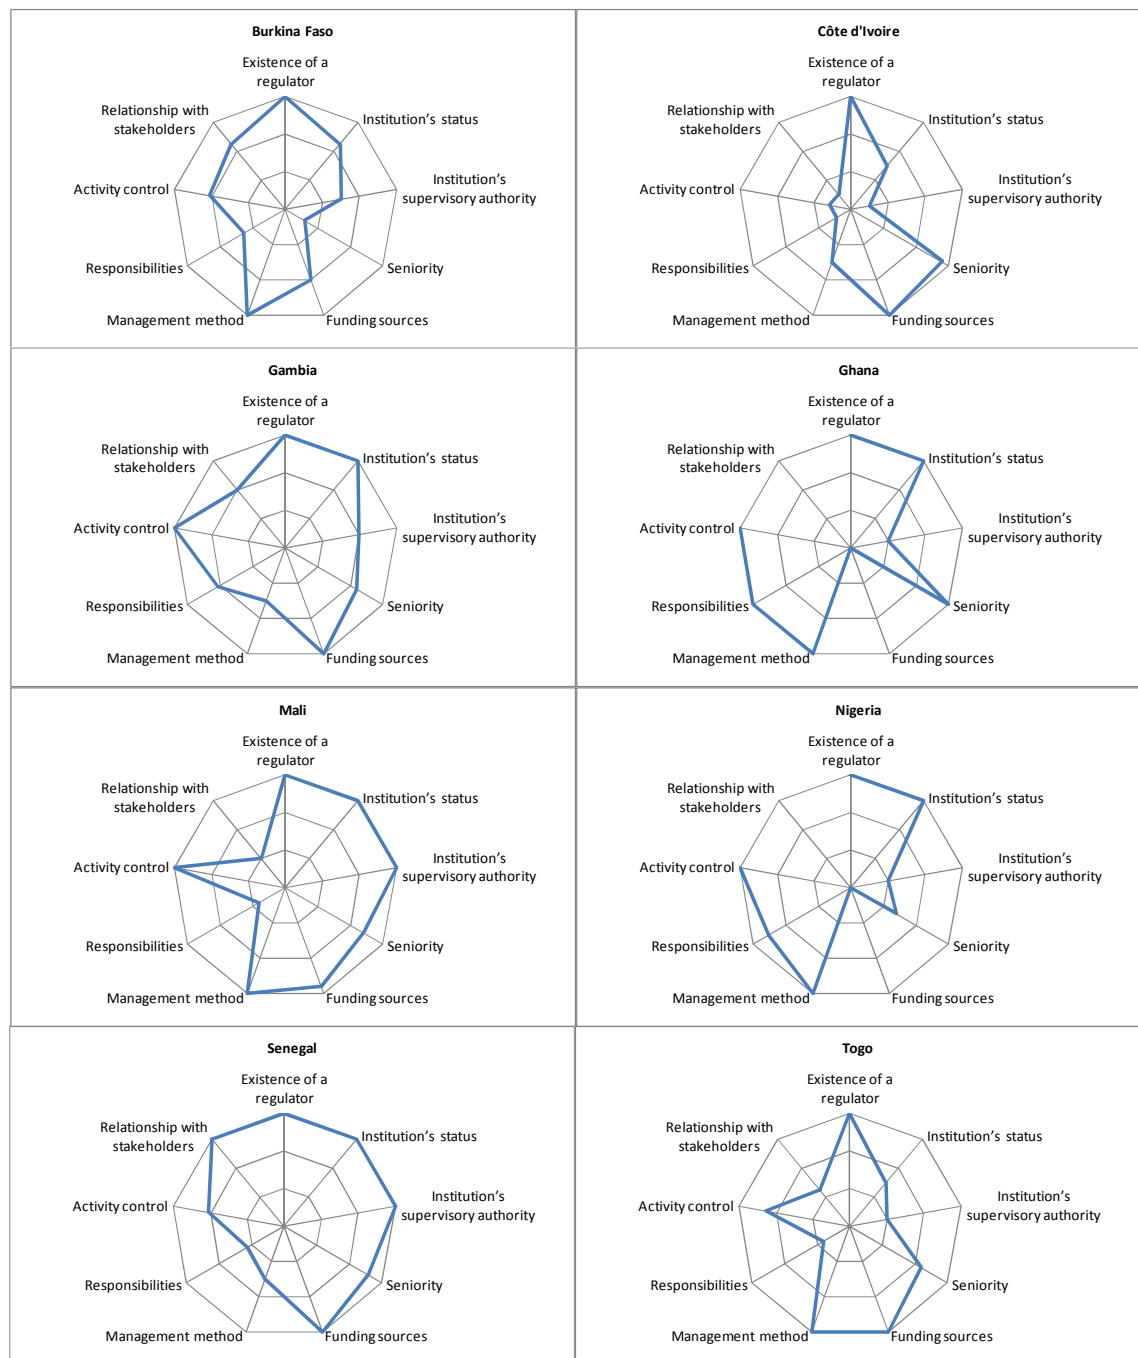 Burkina Faso
Existence of a
regulator
Relationship with
stakeholders
Institution's status
Activity control
Institution's
supervisory authority
Responsibilities
Seniority
Management method
Funding sources
Côte d'Ivoire
Existence of a
regulator
Relationship with
stakeholders
Institution's status
Activity control
Institution's
supervisory authority
Responsibilities
Seniority
Management method
Funding sources
Gambia
Existence of a
regulator
Relationship with
stakeholders
Institution's status
Activity control
Institution's
supervisory authority
Responsibilities
Seniority
Management method
Funding sources
Ghana
Existence of a
regulator
Relationship with
stakeholders
Institution's status
Activity control
Institution's
supervisory authority
Responsibilities
Seniority
Management method
Funding sources
Mali
Existence of a
regulator
Relationship with
stakeholders
Institution's status
Activity control
Institution's
supervisory authority
Responsibilities
Seniority
Management method
Funding sources
Nigeria
Existence of a
regulator
Relationship with
stakeholders
Institution's status
Activity control
Institution's
supervisory authority
Responsibilities
Seniority
Management method
Funding sources
Senegal
Existence of a
regulator
Relationship with
stakeholders
Institution's status
Activity control
Institution's
supervisory authority
Responsibilities
Seniority
Management method
Funding sources
Togo
Existence of a
regulator
Relationship with
stakeholders
Institution's status
Activity control
Institution's
supervisory authority
Responsibilities
Seniority
Management method
Funding sources